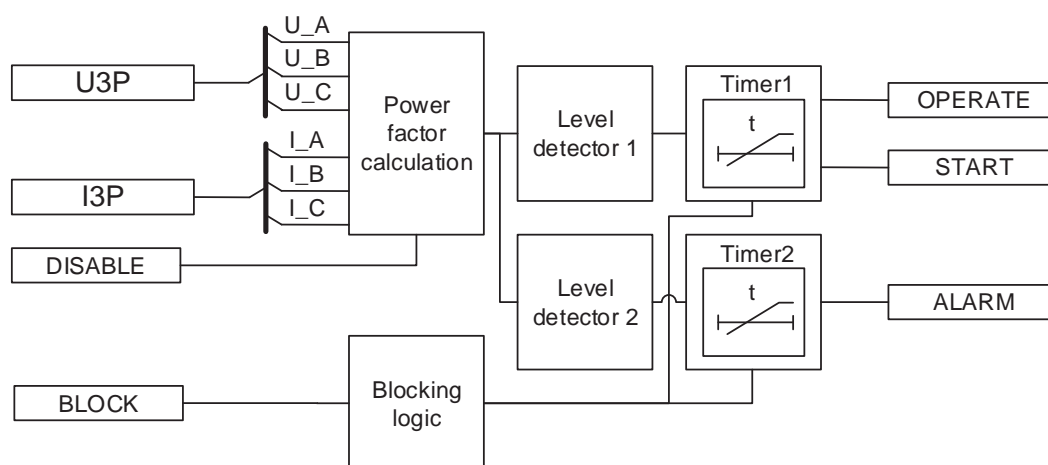 U3P
U_A
U_B
U_C
I3P
I_A
I_B
I_C
DISABLE
Power
factor
calculation
Level
detector 1
Timer1
t
OPERATE
START
Level
detector 2
Timer2
t
ALARM
BLOCK
Blocking
logic